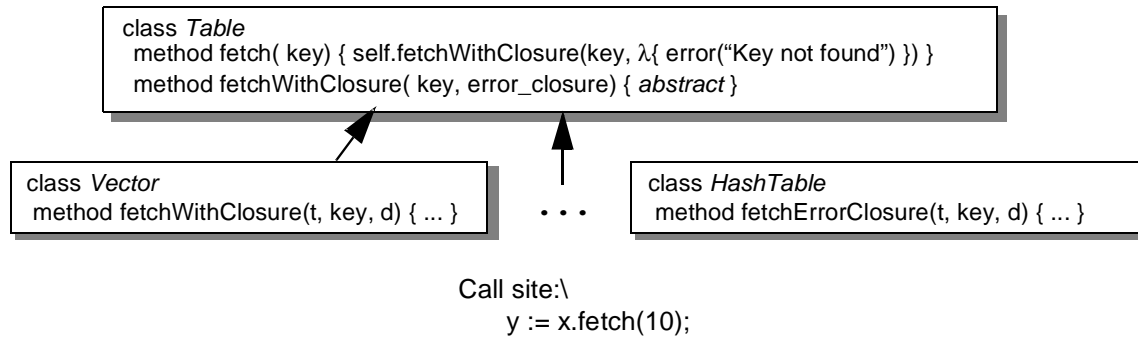 class Table
method fetch( key) { self.fetchWithClosure(key, λ{ error(“Key not found”) }) }
method fetchWithClosure( key, error_closure) { abstract }
class Vector
method fetchWithClosure(t, key, d) { ... }
. . .
class HashTable
method fetchErrorClosure(t, key, d) { ... }
Call site:\
y := x.fetch(10);